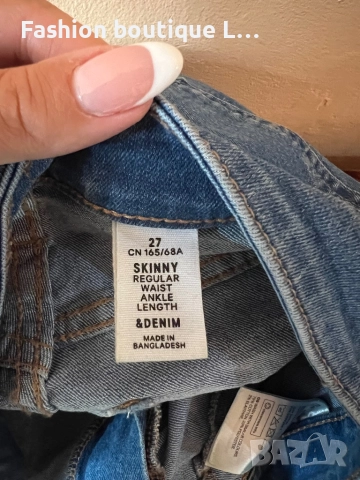 Fashion boutique L...
27
CN 165/68A
SKINNY
REGULAR
WAIST
ANKLE
LENGTH
&DENIM
MADE IN
BANGLADESH
BAZAR